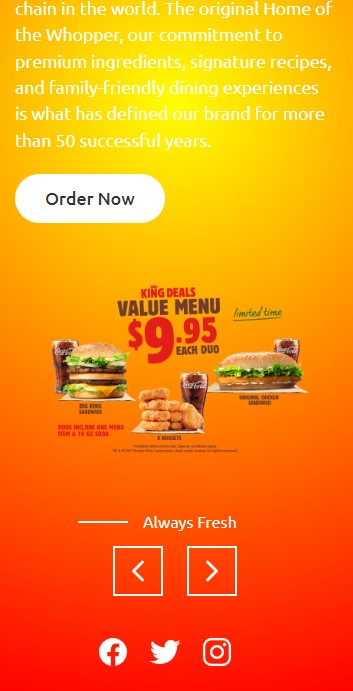 chain in the world. The original Home of
the Whopper, our commitment to
premium ingredients, signature recipes,
and family-friendly dining experiences
is what has defined our brand for more
than 50 successful years.
Order Now
KING DEALS
VALUE MENU
limited time
$9.95
EACH DUO
BIG KING
SANDWICH
ORIGINAL CHICKEN
SANDWICH
DUOS INCLUDE ONE MENU
ITEM & 16 OZ SODA
Always Fresh